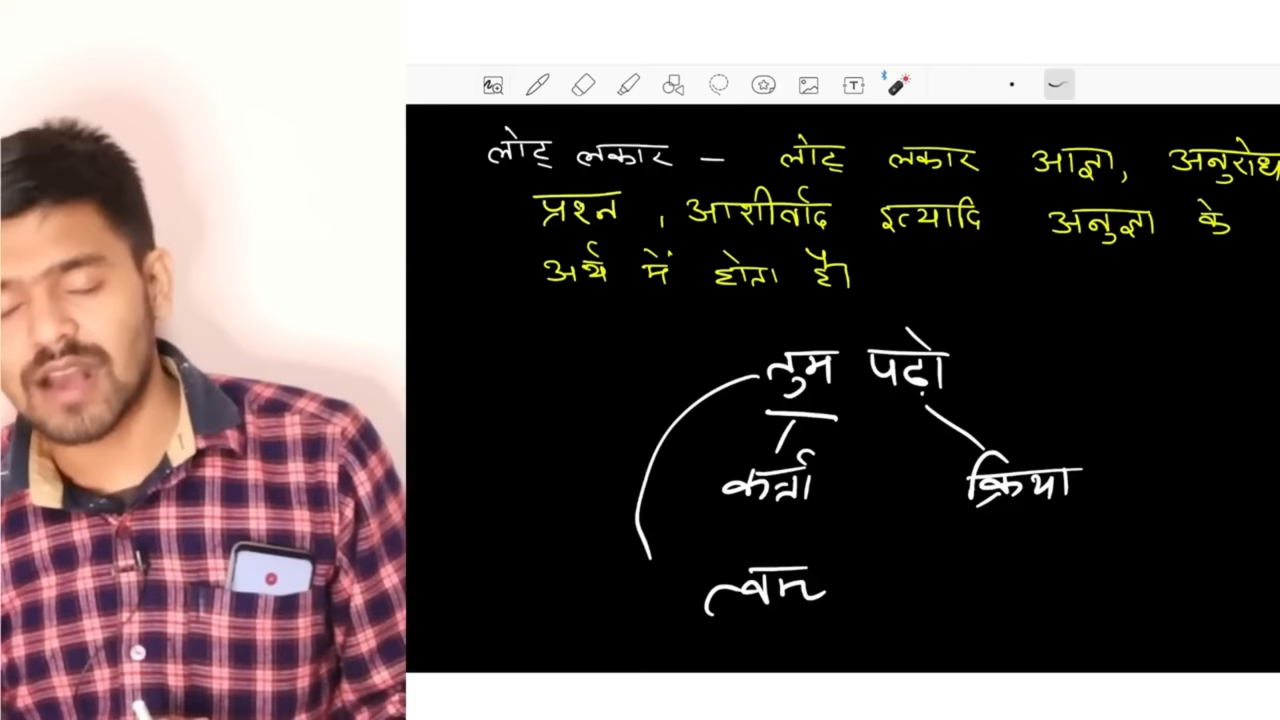 लोट् लकार – लोट् लकार आज्ञा, अनुरोध
प्रश्न , आशीर्वाद इत्यादि अनुज्ञा के
अर्थ में होता है।
तुम पढ़ो
कर्त्ता क्रिया
त्वम